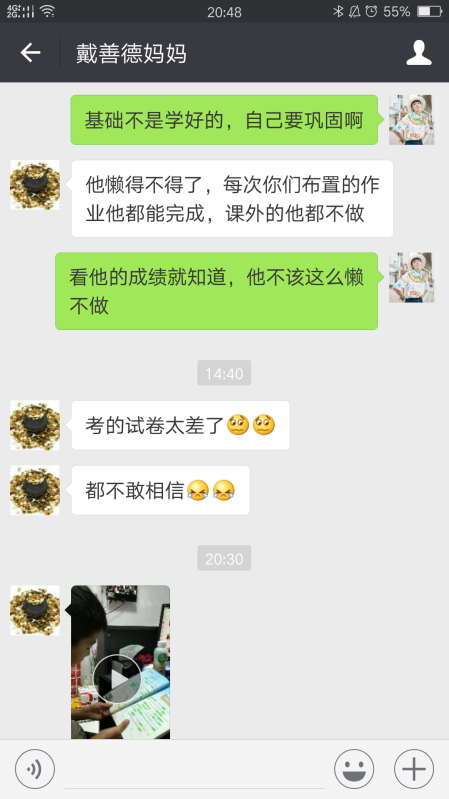 4G
2G
20:48
55%
戴善德妈妈
基础不是学好的，自己要巩固啊
他懒得不得了，每次你们布置的作
业他都能完成，课外的他都不做
看他的成绩就知道，他不该这么懒
不做
14:40
考的试卷太差了
都不敢相信
20:30